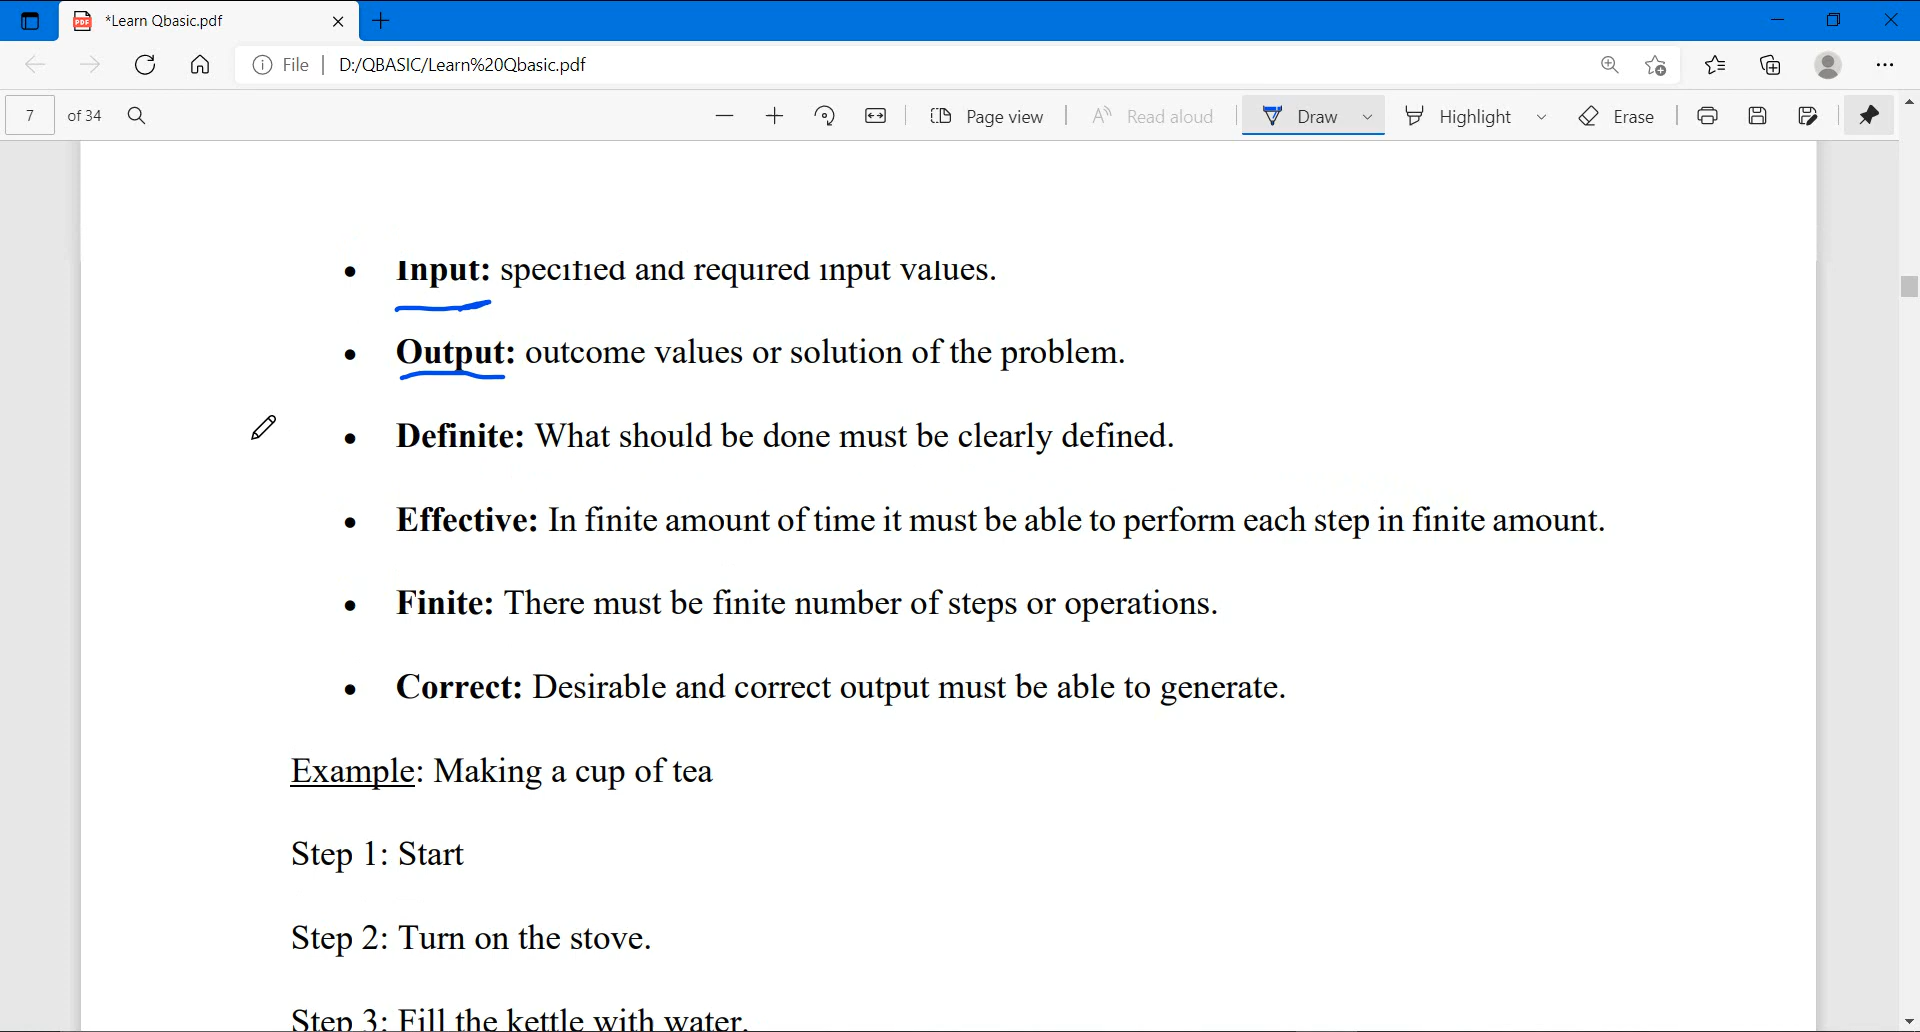 *Learn Qbasic.pdf
File | D:/QBASIC/Learn%20Qbasic.pdf
7 of 34 Page view Read aloud Draw Highlight Erase
• Input: specified and required input values.
• Output: outcome values or solution of the problem.
• Definite: What should be done must be clearly defined.
• Effective: In finite amount of time it must be able to perform each step in finite amount.
• Finite: There must be finite number of steps or operations.
• Correct: Desirable and correct output must be able to generate.
Example: Making a cup of tea
Step 1: Start
Step 2: Turn on the stove.
Step 3: Fill the kettle with water.